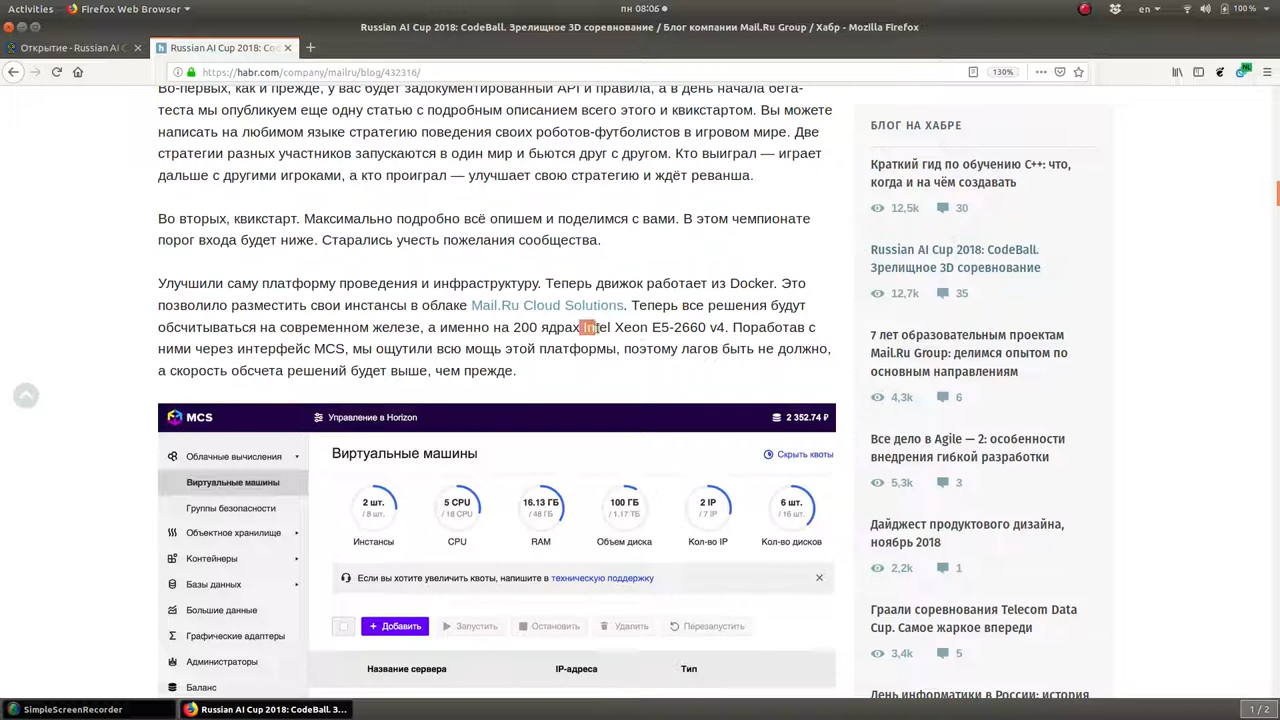 Activities
Firefox Web Browser
пн 08:06
en
100 %
Russian AI Cup 2018: CodeBall. Зрелищное 3D соревнование / Блог компании Mail.Ru Group / Хабр - Mozilla Firefox
Открытие - Russian AI C
Russian AI Cup 2018: Cod
https://habr.com/company/mailru/blog/432316/
130%
Во-первых, как и прежде, у вас будет задокументированный API и правила, а в день начала бета-
теста мы опубликуем еще одну статью с подробным описанием всего этого и квикстартом. Вы можете
написать на любимом языке стратегию поведения своих роботов-футболистов в игровом мире. Две
стратегии разных участников запускаются в один мир и бьются друг с другом. Кто выиграл — играет
дальше с другими игроками, а кто проиграл — улучшает свою стратегию и ждёт реванша.
Во вторых, квикстарт. Максимально подробно всё опишем и поделимся с вами. В этом чемпионате
порог входа будет ниже. Старались учесть пожелания сообщества.
Улучшили саму платформу проведения и инфраструктуру. Теперь движок работает из Docker. Это
позволило разместить свои инстансы в облаке Mail.Ru Cloud Solutions. Теперь все решения будут
обсчитываться на современном железе, а именно на 200 ядрах Intel Xeon E5-2660 v4. Поработав с
ними через интерфейс MCS, мы ощутили всю мощь этой платформы, поэтому лагов быть не должно,
а скорость обсчета решений будет выше, чем прежде.
MCS
Управление в Horizon
2 352.74 ₽
Облачные вычисления
Виртуальные машины
Группы безопасности
Объектное хранилище
Контейнеры
Базы данных
Большие данные
Графические адаптеры
Администраторы
Баланс
Виртуальные машины
Скрыть квоты
2 шт. 5 CPU 16.13 ГБ 100 ГБ 2 IP 6 шт.
/ 8 шт. / 18 CPU / 48 ГБ / 1.17 ТБ / 7 IP / 16 шт.
Инстансы CPU RAM Объем диска Кол-во IP Кол-во дисков
Если вы хотите увеличить квоты, напишите в техническую поддержку
+ Добавить Запустить Остановить Удалить Перезапустить
Название сервера IP-адреса Тип
БЛОГ НА ХАБРЕ
Краткий гид по обучению C++: что,
когда и на чём создавать
12,5k 30
Russian AI Cup 2018: CodeBall.
Зрелищное 3D соревнование
12,7k 35
7 лет образовательным проектам
Mail.Ru Group: делимся опытом по
основным направлениям
4,3k 6
Все дело в Agile — 2: особенности
внедрения гибкой разработки
5,3k 3
Дайджест продуктового дизайна,
ноябрь 2018
2,2k 1
Граали соревнования Telecom Data
Cup. Самое жаркое впереди
3,4k 5
День информатики в России: история
SimpleScreenRecorder
Russian AI Cup 2018: CodeBall. З...
1 / 2